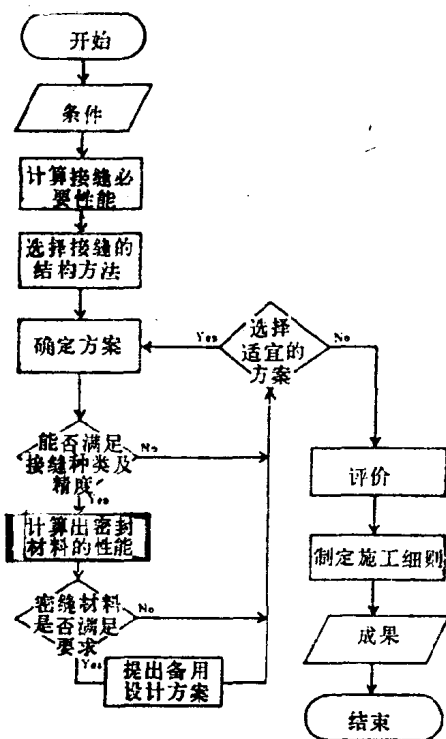 开始
条件
计算接缝必
要性能
选择接缝的
结构方法
确定方案
Yes
选择
适宜的
方案
No
能否满足
接缝种类及
精度
No
Yes
计算出密封
材料的性能
密缝材料
是否满足
要求
No
Yes
提出备用
设计方案
评价
制定施工细则
成果
结束